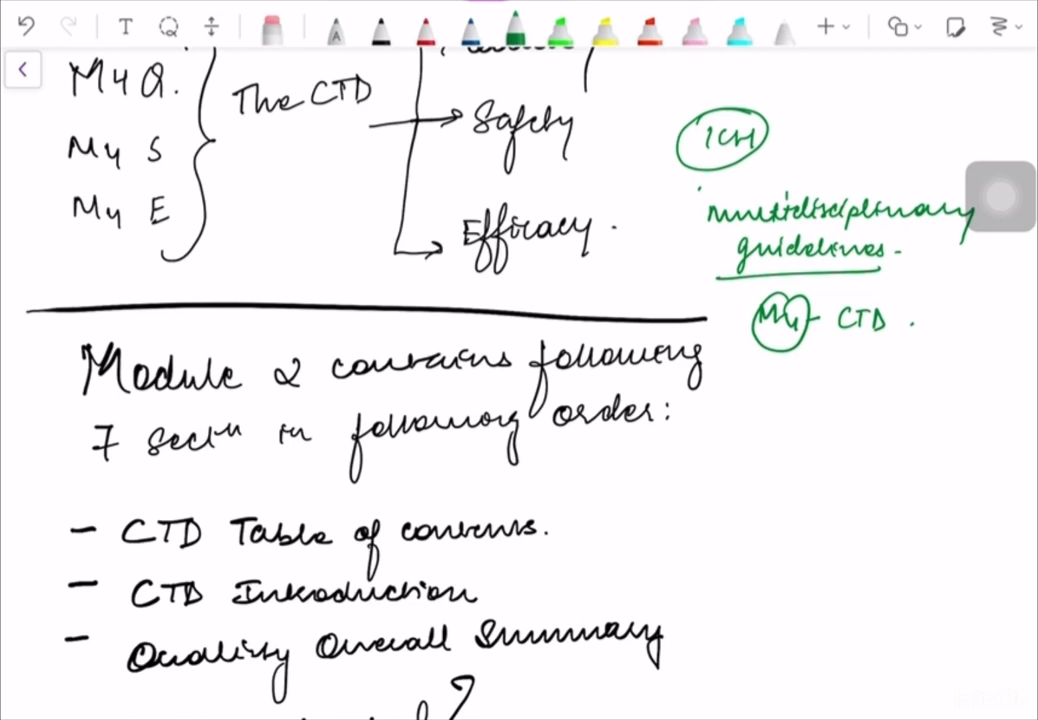 M4Q.
M4 S
M4 E
The CTD
Safety
Efficacy.
ICH
multidisciplinary
guidelines -
M4 - CTD .
Module 2 contains following
7 Sectn in following order:
- CTD Table of contents.
- CTD Introduction
- Quality Overall Summary